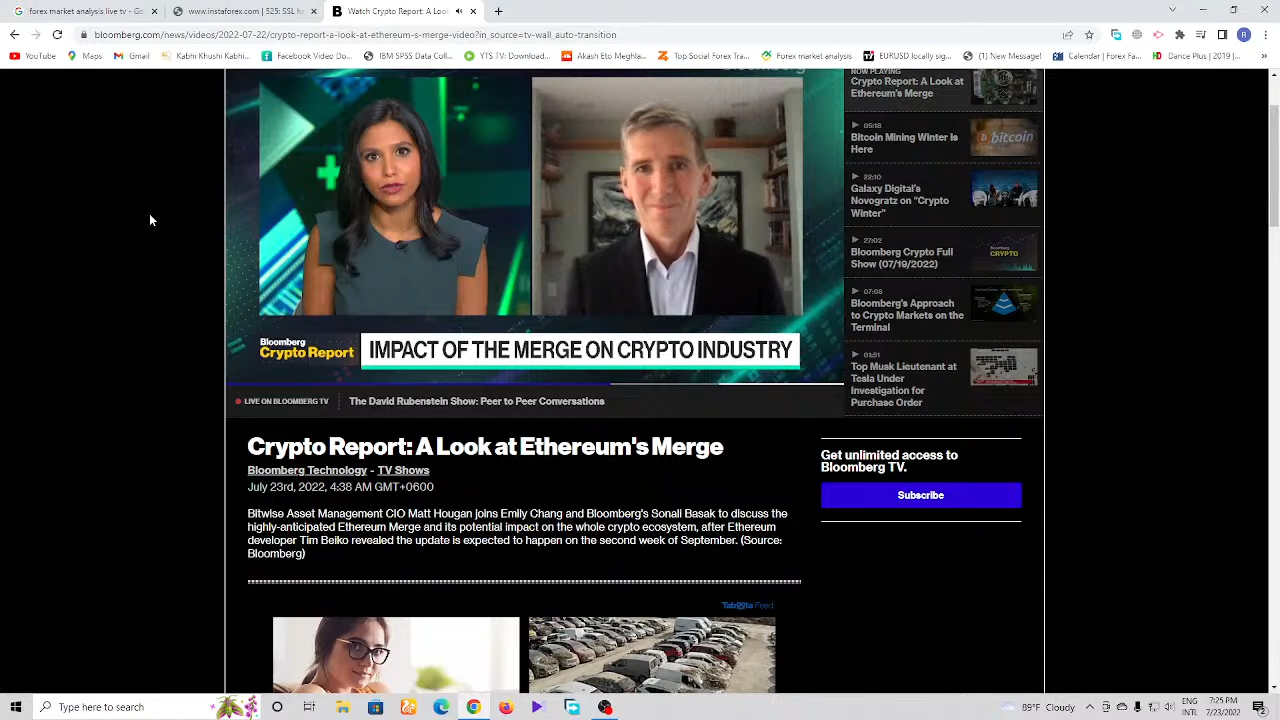 forex market analysis live tv - Go
www.instaforex.com | 525: SSL ha
Watch Crypto Report: A Look
bloomberg.com/news/videos/2022-07-22/crypto-report-a-look-at-ethereum-s-merge-video?in_source=tv-wall_auto-transition
R
YouTube
Maps
Gmail
Kabhi Khushi Kabhi...
Facebook Downloa...
IBM SPSS Data Coll...
YTS TV: Download...
Akash Eto Meghla...
Top Social Forex Tra...
Forex market analysis
EURUSD locally sig...
(1) New Message!
Calendar | Forex Fa...
Dance Plus | 2019 |...
NOW PLAYING
Crypto Report: A Look at
Ethereum's Merge
05:18
Bitcoin Mining Winter Is
Here
bitcoin
22:10
Galaxy Digital's
Novogratz on "Crypto
Winter"
27:02
Bloomberg Crypto Full
Show (07/19/2022)
Bloomberg
CRYPTO
07:08
Bloomberg's Approach
to Crypto Markets on the
Terminal
01:31
Top Musk Lieutenant at
Tesla Under
Investigation for
Purchase Order
Bloomberg
Crypto Report
IMPACT OF THE MERGE ON CRYPTO INDUSTRY
LIVE ON BLOOMBERG TV
The David Rubenstein Show: Peer to Peer Conversations
Crypto Report: A Look at Ethereum's Merge
Bloomberg Technology - TV Shows
July 23rd, 2022, 4:38 AM GMT+0600
Bitwise Asset Management CIO Matt Hougan joins Emily Chang and Bloomberg's Sonali Basak to discuss the
highly-anticipated Ethereum Merge and its potential impact on the whole crypto ecosystem, after Ethereum
developer Tim Beiko revealed the update is expected to happen on the second week of September. (Source:
Bloomberg)
Get unlimited access to
Bloomberg TV.
Subscribe
Taboola Feed
Type here to search
89°F Cloudy
ENG
INTL
7:25 PM
7/23/2022